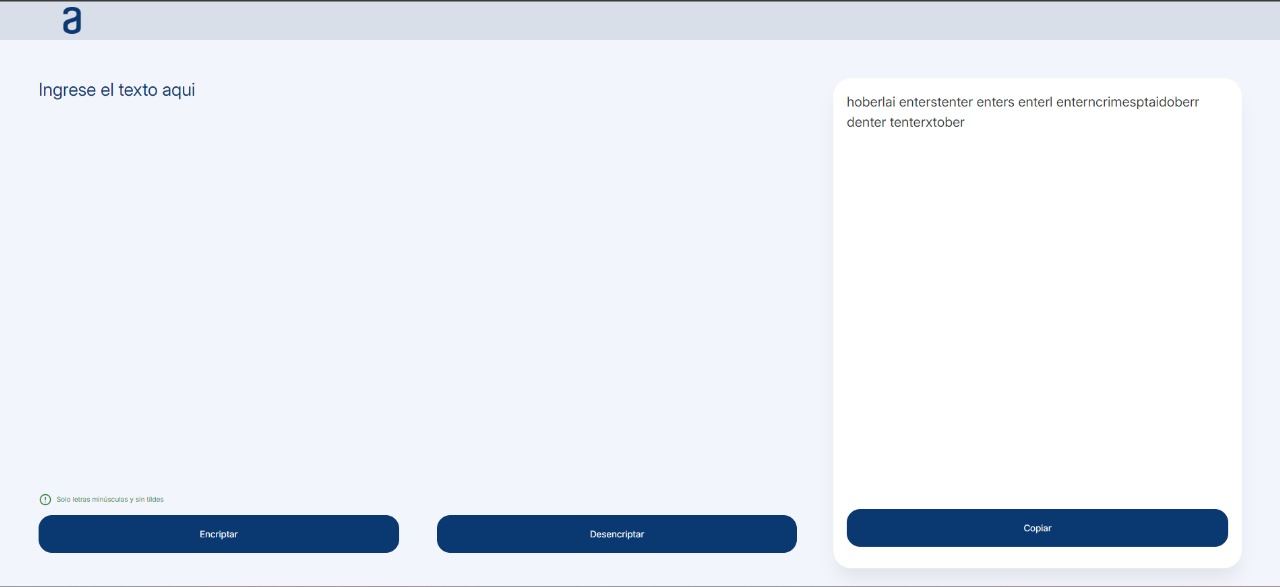 a
Ingrese el texto aqui
hoberlai enterstenter enters enterl enterncrimesptaidoberr
denter tenterxtober
Solo letras minúsculas y sin tildes
Encriptar
Desencriptar
Copiar